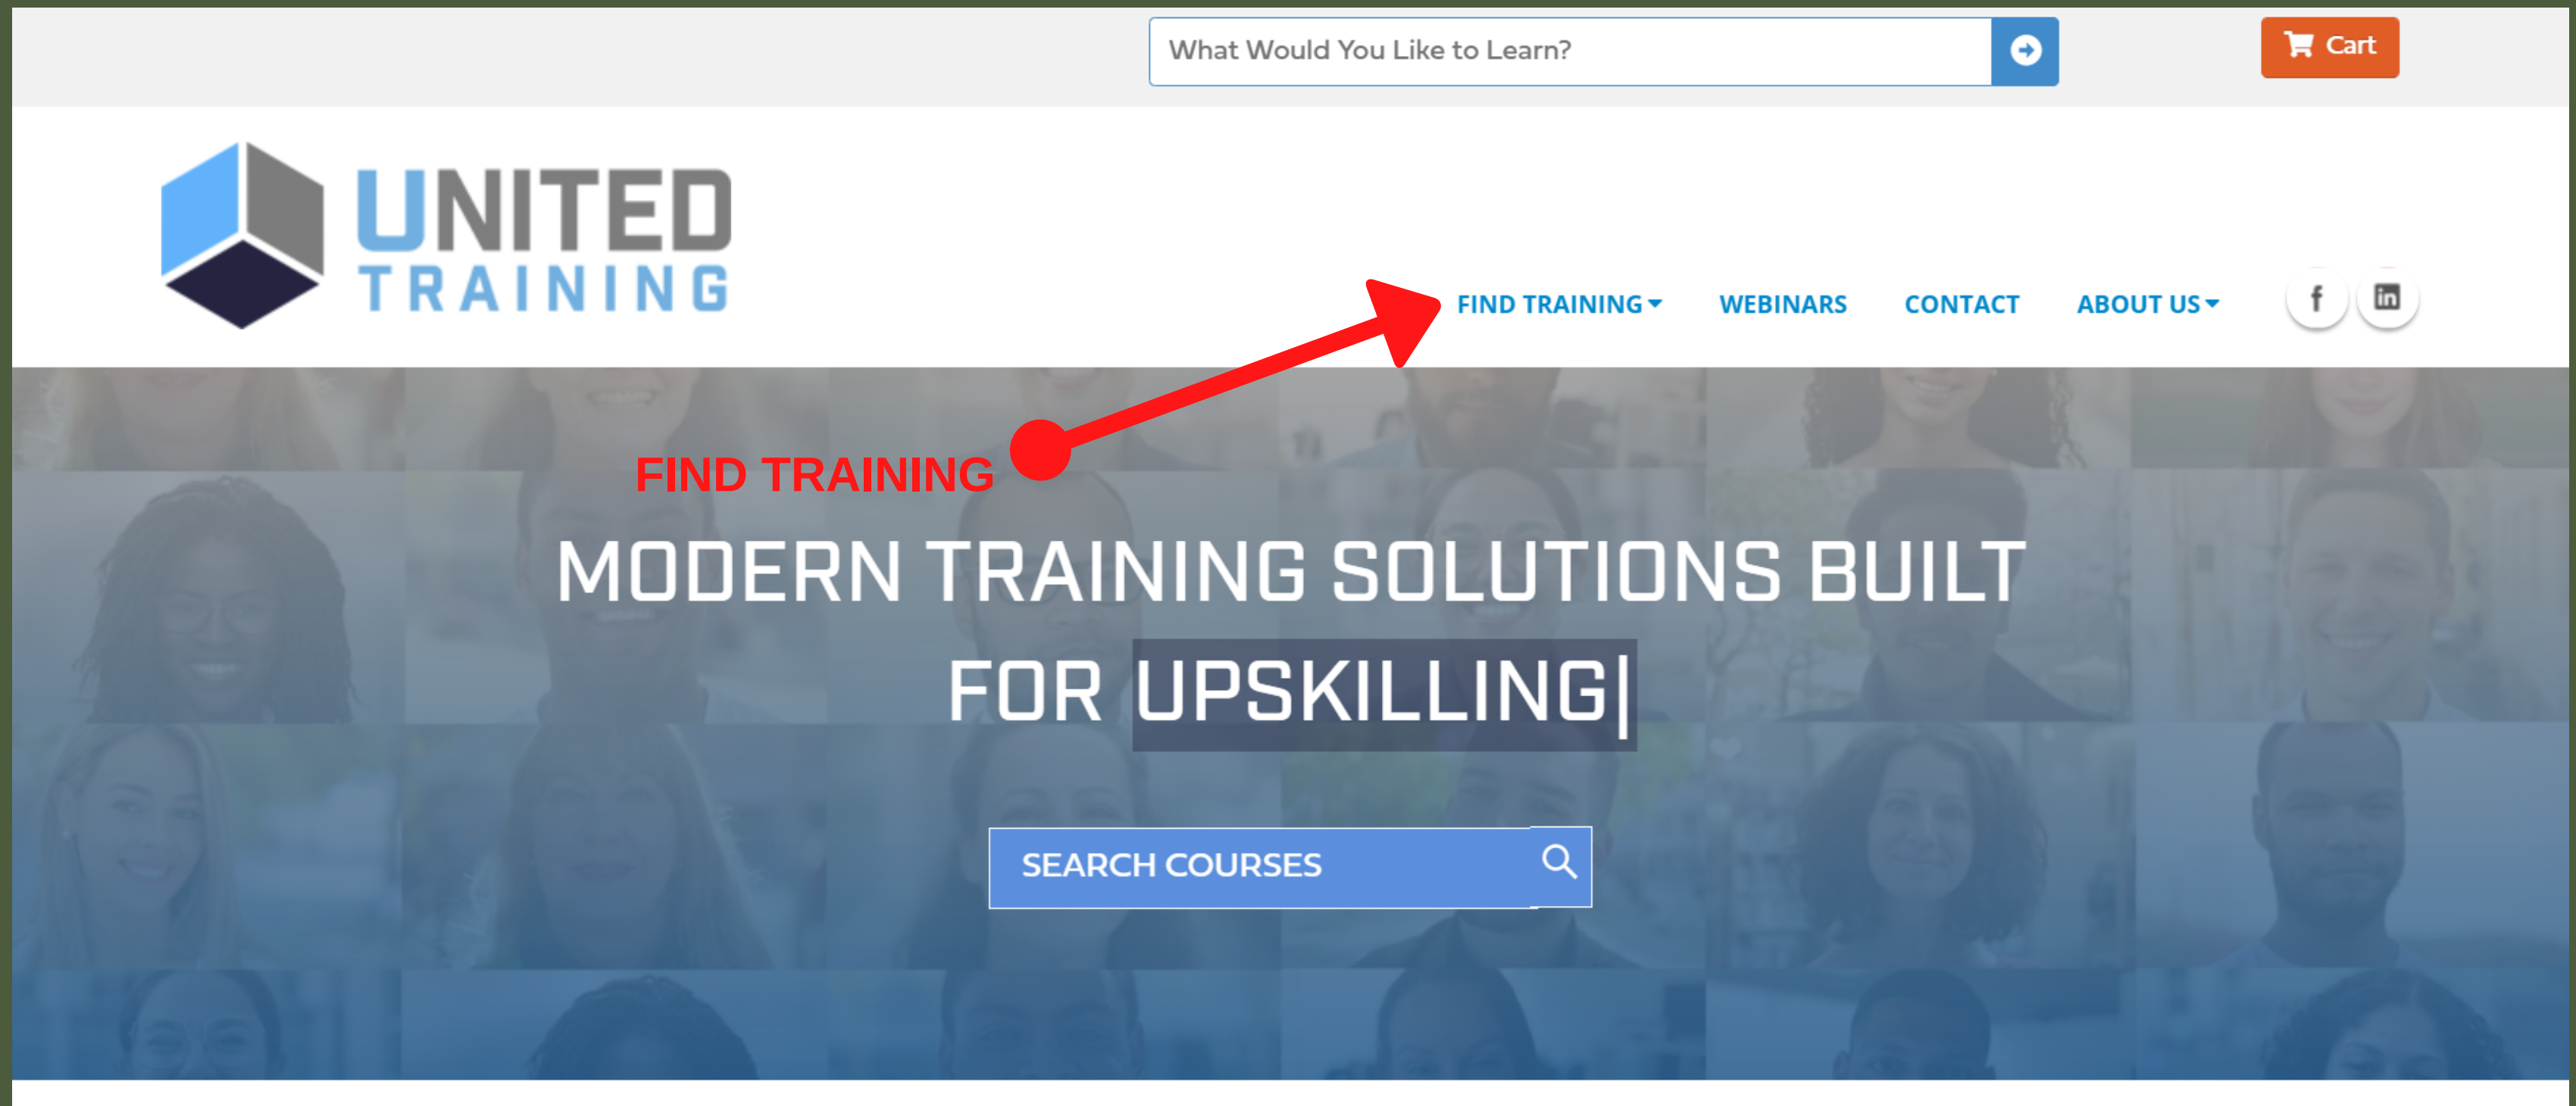 What Would You Like to Learn?
Cart
UNITED
TRAINING
FIND TRAINING
WEBINARS
CONTACT
ABOUT US
f
in
FIND TRAINING
MODERN TRAINING SOLUTIONS BUILT
FOR UPSKILLING|
SEARCH COURSES